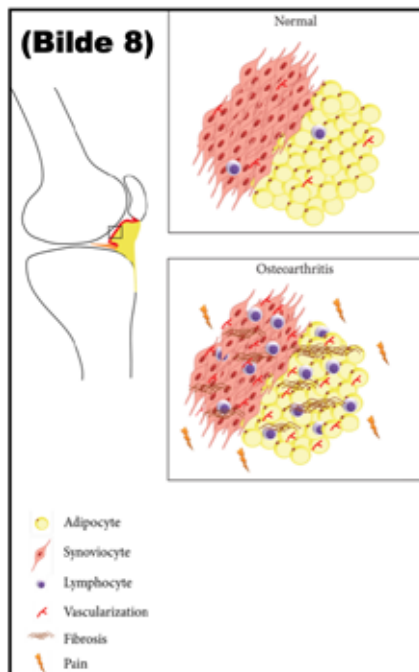 (Bilde 8)
Normal
Osteoarthritis
Adipocyte
Synoviocyte
Lymphocyte
Vascularization
Fibrosis
Pain